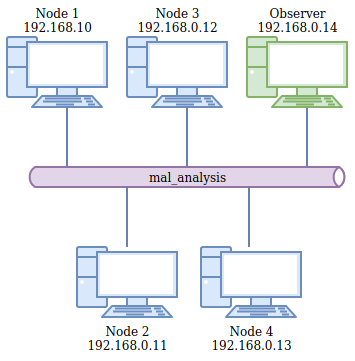 Node 1
192.168.10
Node 3
192.168.0.12
Observer
192.168.0.14
mal_analysis
Node 2
192.168.0.11
Node 4
192.168.0.13